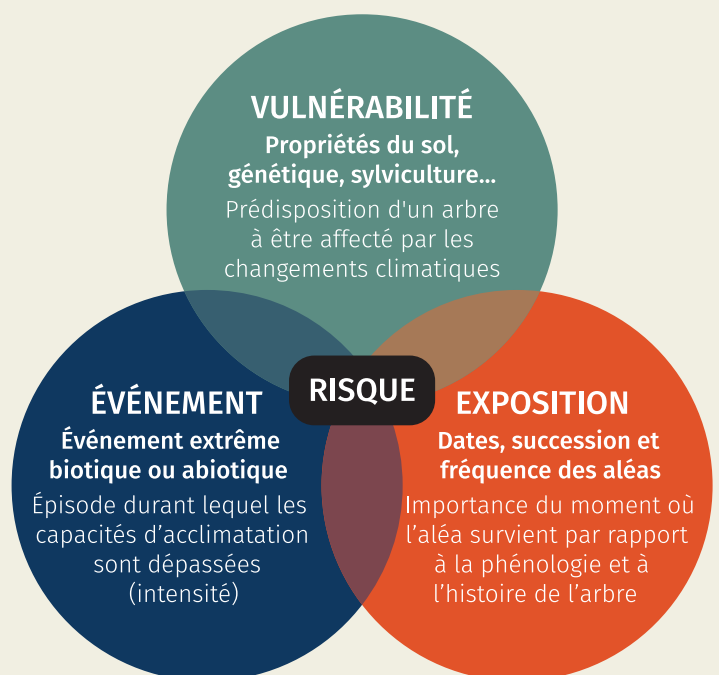 VULNÉRABILITÉ
Propriétés du sol,
génétique, sylviculture...
Prédisposition d'un arbre
à être affecté par les
changements climatiques
RISQUE
ÉVÉNEMENT
Événement extrême
biotique ou abiotique
Épisode durant lequel les
capacités d’acclimatation
sont dépassées
(intensité)
EXPOSITION
Dates, succession et
fréquence des aléas
Importance du moment où
l’aléa survient par rapport
à la phénologie et à
l’histoire de l’arbre